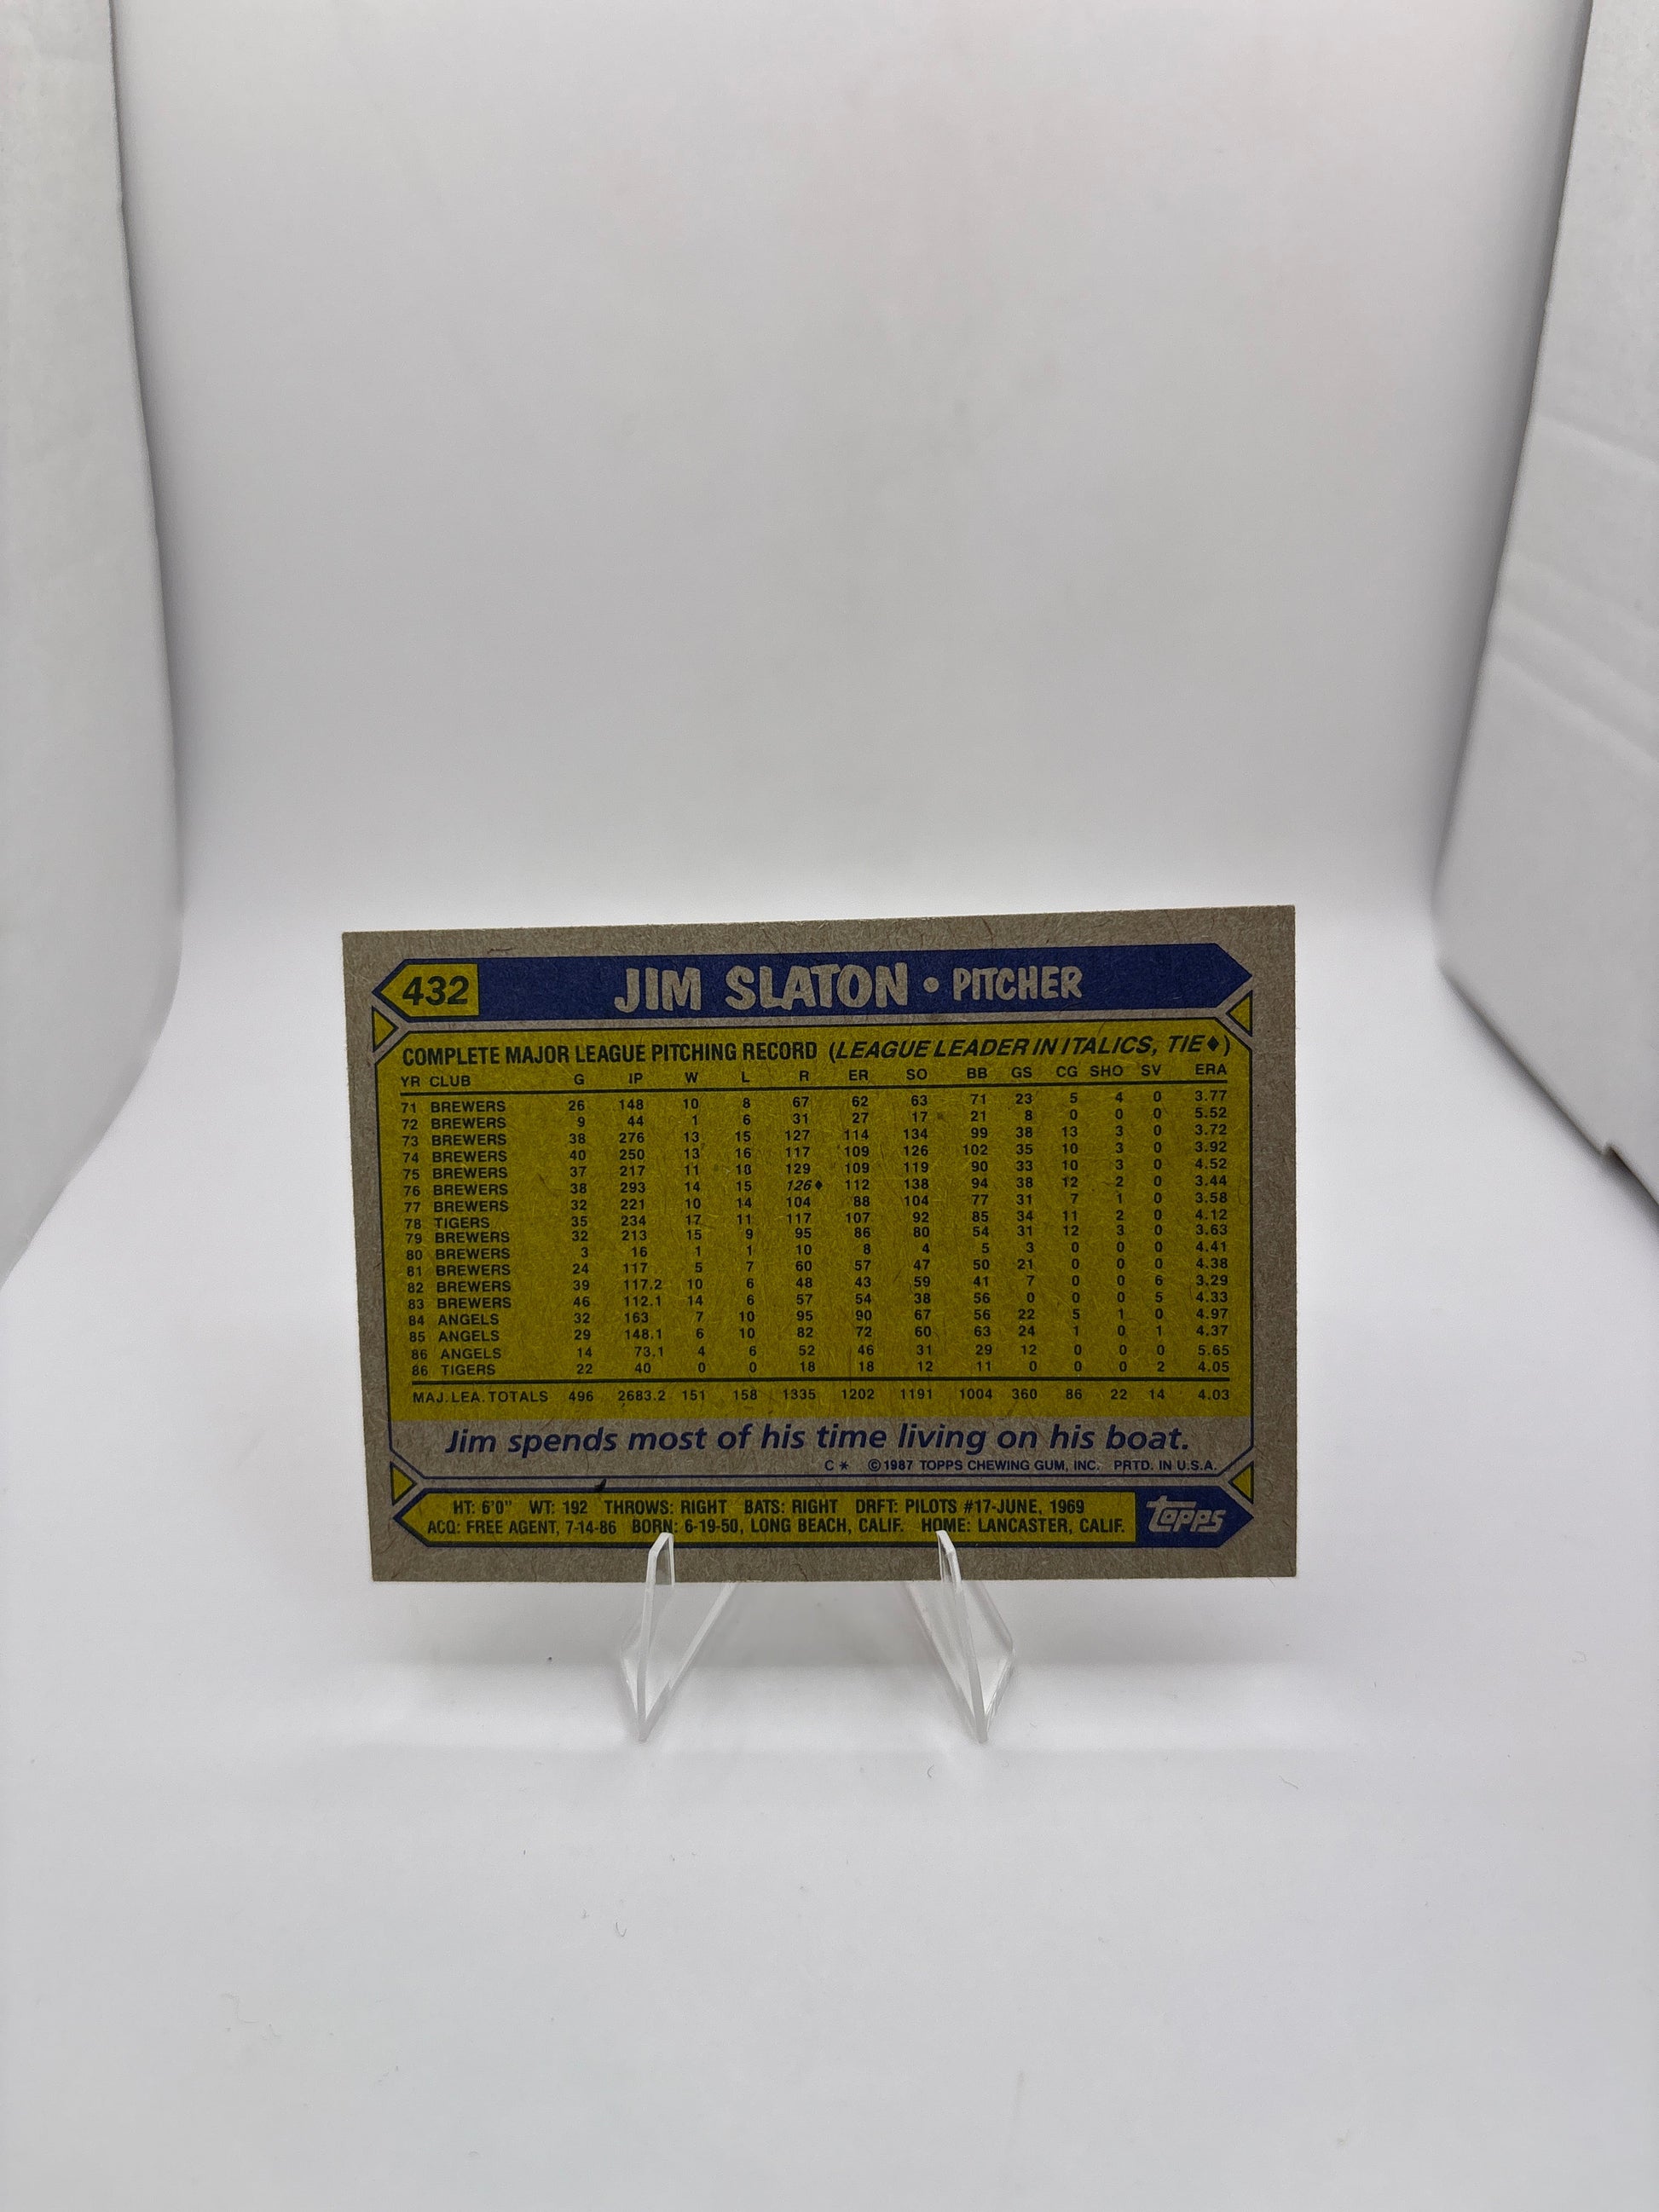 432 JIM SLATON • PITCHER
COMPLETE MAJOR LEAGUE PITCHING RECORD (LEAGUE LEADER IN ITALICS, TIE♦)
YR CLUB G IP W L R ER SO BB GS CG SHO SV ERA
71 BREWERS 26 148 10 8 67 62 63 71 23 5 4 0 3.77
72 BREWERS 9 44 1 6 31 27 17 21 8 0 0 0 5.52
73 BREWERS 38 276 13 15 127 114 134 99 38 13 3 0 3.72
74 BREWERS 40 250 13 16 117 109 126 102 35 10 3 0 3.92
75 BREWERS 37 217 11 18 129 109 119 90 33 10 3 0 4.52
76 BREWERS 38 293 14 15 126♦ 112 138 94 38 12 2 0 3.44
77 BREWERS 32 221 10 14 104 88 104 77 31 7 1 0 3.58
78 TIGERS 35 234 17 11 117 107 92 85 34 11 2 0 4.12
79 BREWERS 32 213 15 9 95 86 80 54 31 12 3 0 3.63
80 BREWERS 3 16 1 1 10 8 4 5 3 0 0 0 4.41
81 BREWERS 24 117 5 7 60 57 47 50 21 0 0 0 4.38
82 BREWERS 39 117.2 10 6 48 43 59 41 7 0 0 6 3.29
83 BREWERS 46 112.1 14 6 57 54 38 56 0 0 0 5 4.33
84 ANGELS 32 163 7 10 95 90 67 56 22 5 1 0 4.97
85 ANGELS 29 148.1 6 10 82 72 60 63 24 1 0 1 4.37
86 ANGELS 14 73.1 4 6 52 46 31 29 12 0 0 0 5.65
86 TIGERS 22 40 0 0 18 18 12 11 0 0 0 2 4.05
MAJ. LEA. TOTALS 496 2683.2 151 158 1335 1202 1191 1004 360 86 22 14 4.03
Jim spends most of his time living on his boat.
C * © 1987 TOPPS CHEWING GUM, INC. PRTD. IN U.S.A.
HT: 6'0" WT: 192 THROWS: RIGHT BATS: RIGHT DRFT: PILOTS #17-JUNE, 1969
ACQ: FREE AGENT, 7-14-86 BORN: 6-19-50, LONG BEACH, CALIF. HOME: LANCASTER, CALIF.
topps